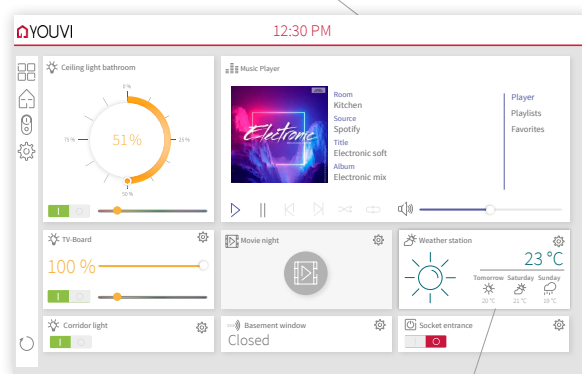 YOUVI
12:30 PM
Ceiling light bathroom
0 %
75 %
51 %
25 %
50 %
Music Player
Electronic
Room
Kitchen
Source
Spotify
Title
Electronic soft
Album
Electronic mix
Player
Playlists
Favorites
TV-Board
100 %
Movie night
Weather station
23 °C
Tomorrow Saturday Sunday
20 °C 22 °C 19 °C
Corridor light
Basement window
Closed
Socket entrance